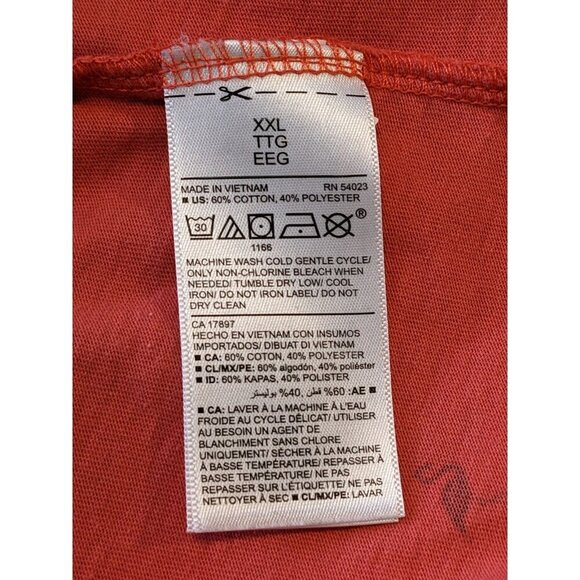 XXL
TTG
EEG
MADE IN VIETNAM RN 54023
■ US: 60% COTTON, 40% POLYESTER
30 ®
1166
MACHINE WASH COLD GENTLE CYCLE/
ONLY NON-CHLORINE BLEACH WHEN
NEEDED/ TUMBLE DRY LOW/ COOL
IRON/ DO NOT IRON LABEL/ DO NOT
DRY CLEAN
CA 17897
HECHO EN VIETNAM CON INSUMOS
IMPORTADOS/ DIBUAT DI VIETNAM
■ CA: 60% COTON, 40% POLYESTER
■ CL/MX/PE: 60% algodón, 40% poliéster
■ ID: 60% KAPAS, 40% POLISTER
■ AE: 60% قطن, 40% بوليستر
■ CA: LAVER À LA MACHINE À L'EAU
FROIDE AU CYCLE DÉLICAT/ UTILISER
AU BESOIN UN AGENT DE
BLANCHIMENT SANS CHLORE
UNIQUEMENT/ SÉCHER À LA MACHINE
À BASSE TEMPÉRATURE/ REPASSER À
BASSE TEMPÉRATURE/ NE PAS
REPASSER SUR L'ÉTIQUETTE/ NE PAS
NETTOYER À SEC ■ CL/MX/PE: LAVAR